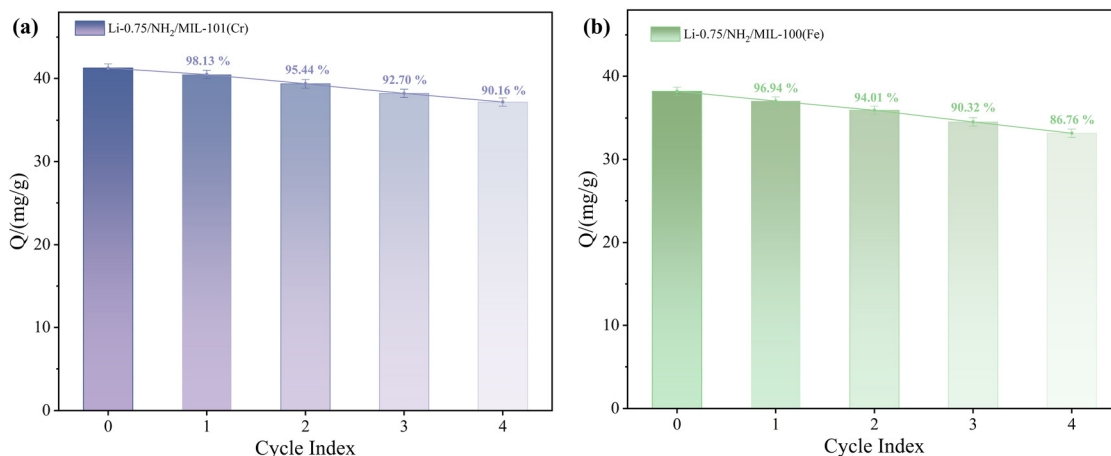 (a)
Li-0.75/NH₂/MIL-101(Cr)
98.13 %
95.44 %
92.70 %
90.16 %
Q/(mg/g)
40
30
20
10
0
0 1 2 3 4
Cycle Index
(b)
Li-0.75/NH₂/MIL-100(Fe)
96.94 %
94.01 %
90.32 %
86.76 %
Q/(mg/g)
40
30
20
10
0
0 1 2 3 4
Cycle Index